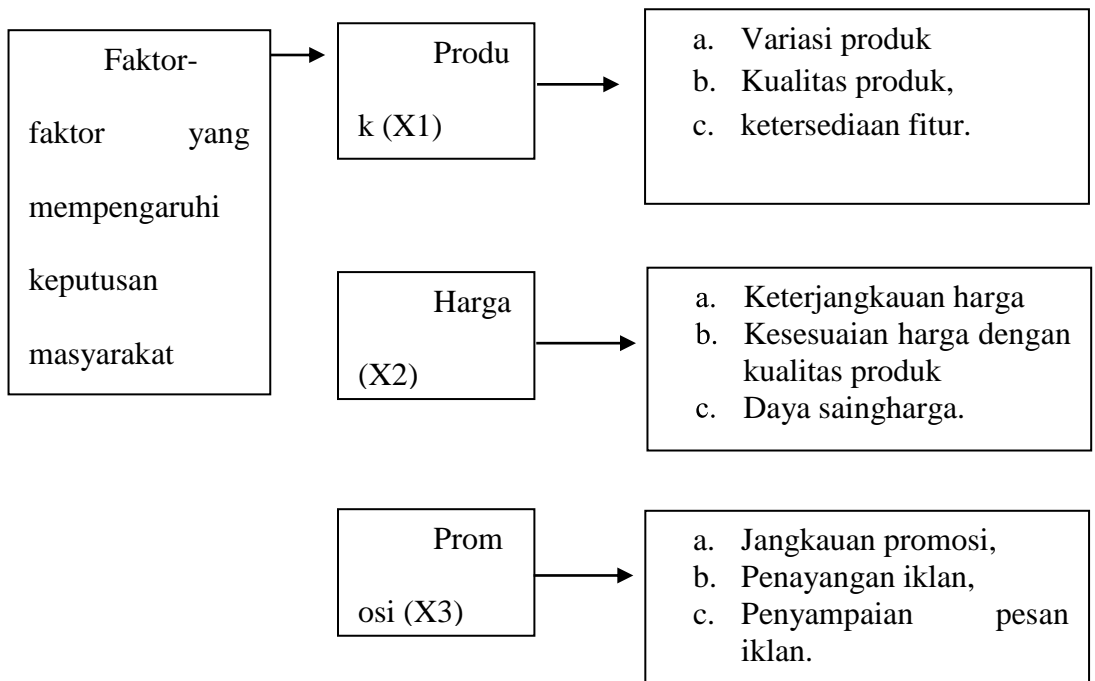 Faktor-
faktor yang
mempengaruhi
keputusan
masyarakat
Produ
k (X1)
a. Variasi produk
b. Kualitas produk,
c. ketersediaan fitur.
Harga
(X2)
a. Keterjangkauan harga
b. Kesesuaian harga dengan
kualitas produk
c. Daya saingharga.
Prom
osi (X3)
a. Jangkauan promosi,
b. Penayangan iklan,
c. Penyampaian pesan
iklan.